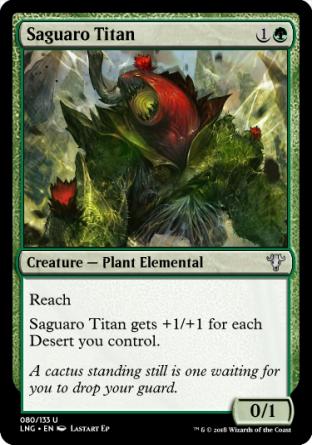 Saguaro Titan 1
Creature — Plant Elemental
Reach
Saguaro Titan gets +1/+1 for each
Desert you control.
A cactus standing still is one waiting for
you to drop your guard.
0/1
080/133 U
LNG • EN Lastart Ep
™ & © 2018 Wizards of the Coast